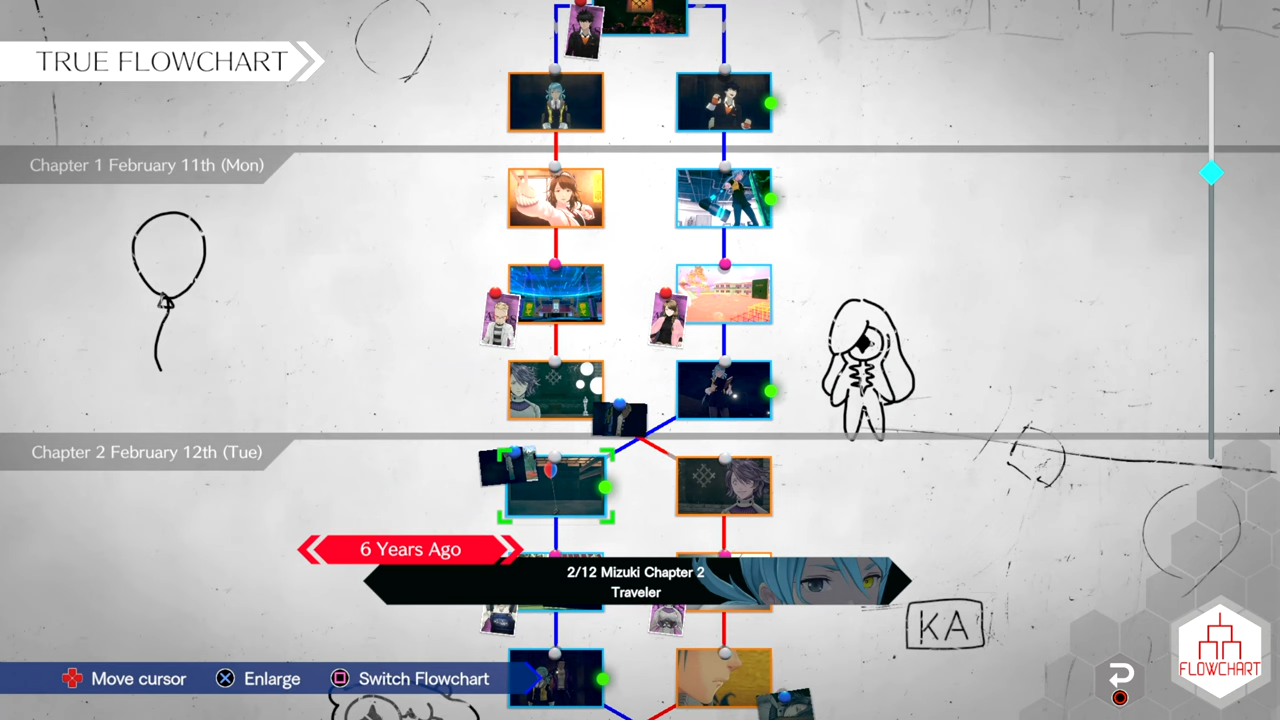 TRUE FLOWCHART
Chapter 1 February 11th (Mon)
Chapter 2 February 12th (Tue)
6 Years Ago
2/12 Mizuki Chapter 2
Traveler
KA
Move cursor
Enlarge
Switch Flowchart
FLOWCHART